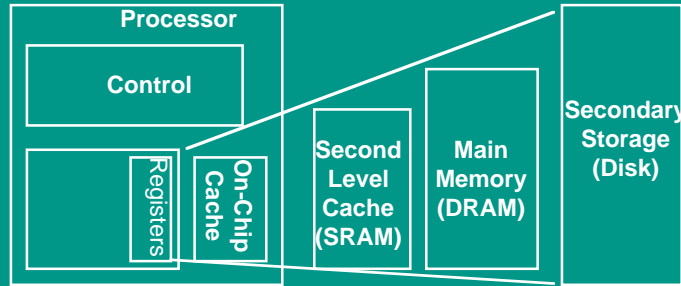 Processor
Control
Registers
On-Chip
Cache
Second
Level
Cache
(SRAM)
Main
Memory
(DRAM)
Secondary
Storage
(Disk)